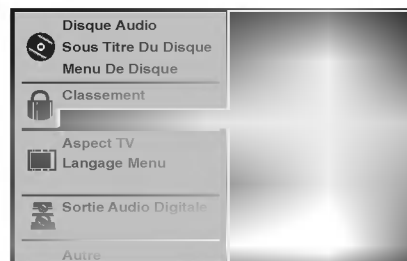 Disque Audio
Sous Titre Du Disque
Menu De Disque
Classement
Aspect TV
Langage Menu
Sortie Audio Digitale
Autre